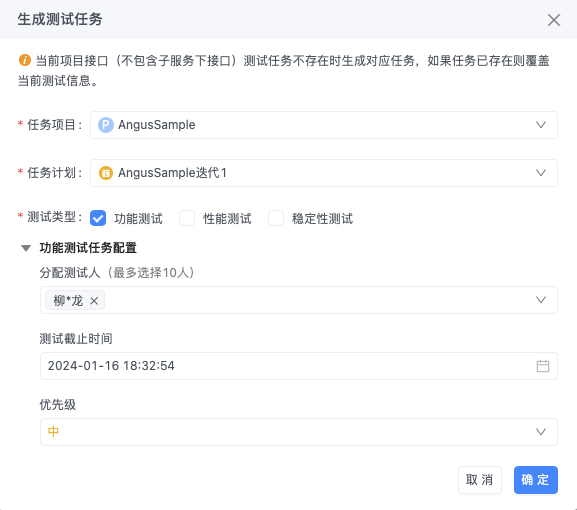 生成测试任务
当前项目接口（不包含子服务下接口）测试任务不存在时生成对应任务，如果任务已存在则覆盖
当前测试信息。
* 任务项目： P AngusSample
* 任务计划： AngusSample迭代1
* 测试类型： 功能测试 性能测试 稳定性测试
功能测试任务配置
分配测试人（最多选择10人）
柳*龙
测试截止时间
2024-01-16 18:32:54
优先级
中
取 消 确 定